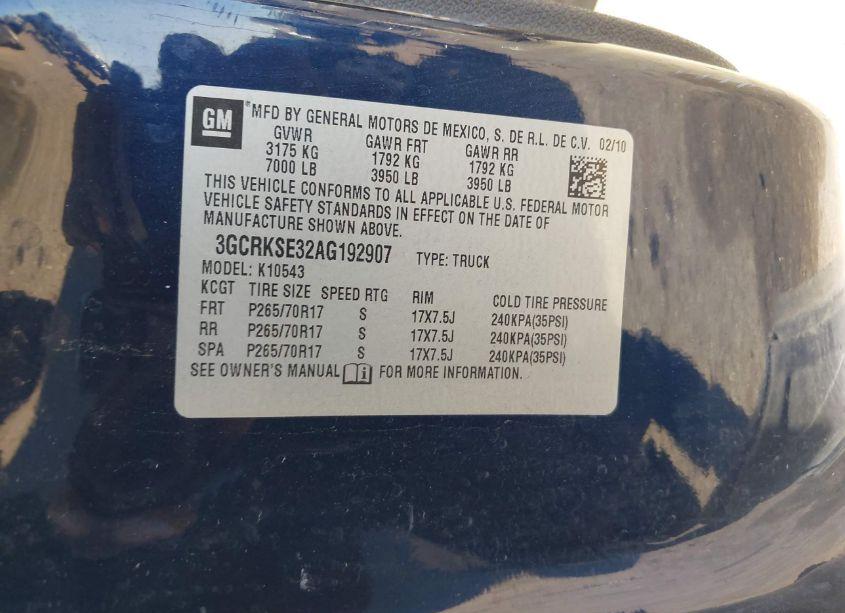 GM ® MFD BY GENERAL MOTORS DE MEXICO, S. DE R.L. DE C.V. 02/10
GVWR GAWR FRT GAWR RR
3175 KG 1792 KG 1792 KG
7000 LB 3950 LB 3950 LB
THIS VEHICLE CONFORMS TO ALL APPLICABLE U.S. FEDERAL MOTOR
VEHICLE SAFETY STANDARDS IN EFFECT ON THE DATE OF
MANUFACTURE SHOWN ABOVE.
3GCRKSE32AG192907 TYPE: TRUCK
MODEL: K10543
KCGT TIRE SIZE SPEED RTG RIM COLD TIRE PRESSURE
FRT P265/70R17 S 17X7.5J 240KPA(35PSI)
RR P265/70R17 S 17X7.5J 240KPA(35PSI)
SPA P265/70R17 S 17X7.5J 240KPA(35PSI)
SEE OWNER'S MANUAL FOR MORE INFORMATION.